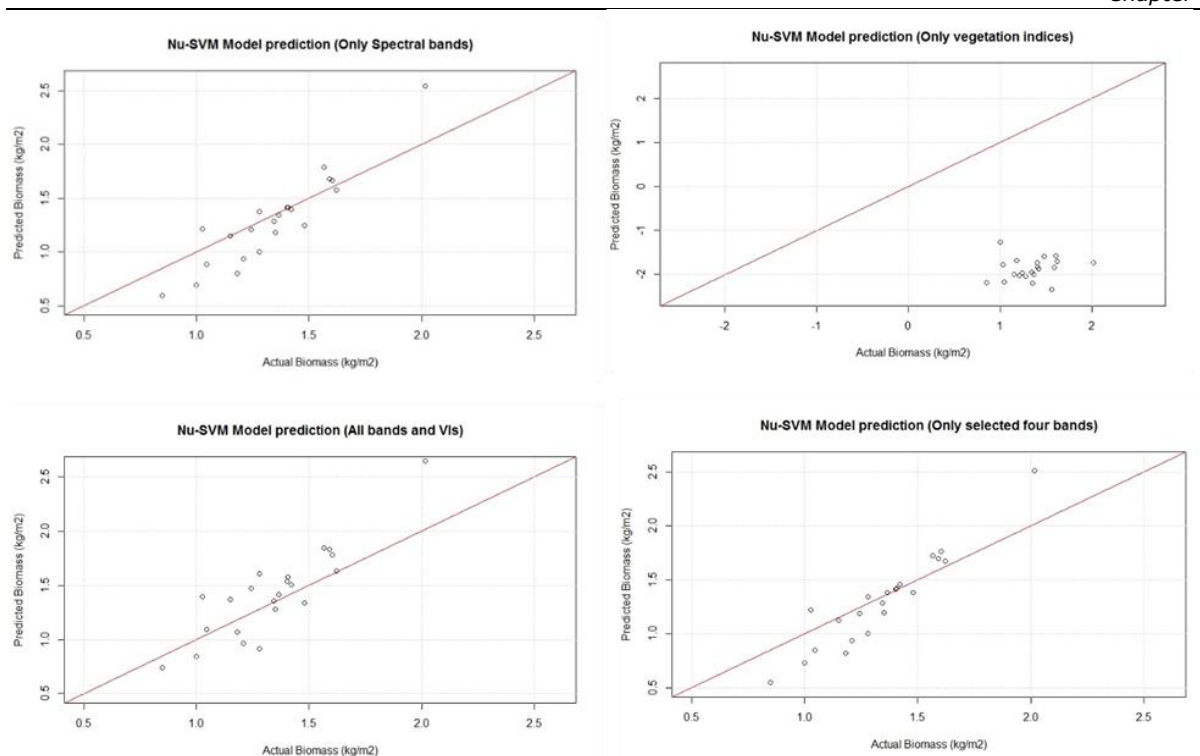 Chapter
Nu-SVM Model prediction (Only Spectral bands)
Predicted Biomass (kg/m2)
2.5
2.0
1.5
1.0
0.5
0.5 1.0 1.5 2.0 2.5
Actual Biomass (kg/m2)
Nu-SVM Model prediction (Only vegetation indices)
Predicted Biomass (kg/m2)
2
1
0
-1
-2
-2 -1 0 1 2
Actual Biomass (kg/m2)
Nu-SVM Model prediction (All bands and VIs)
Predicted Biomass (kg/m2)
2.5
2.0
1.5
1.0
0.5
0.5 1.0 1.5 2.0 2.5
Actual Biomass (kg/m2)
Nu-SVM Model prediction (Only selected four bands)
Predicted Biomass (kg/m2)
2.5
2.0
1.5
1.0
0.5
0.5 1.0 1.5 2.0 2.5
Actual Biomass (kg/m2)